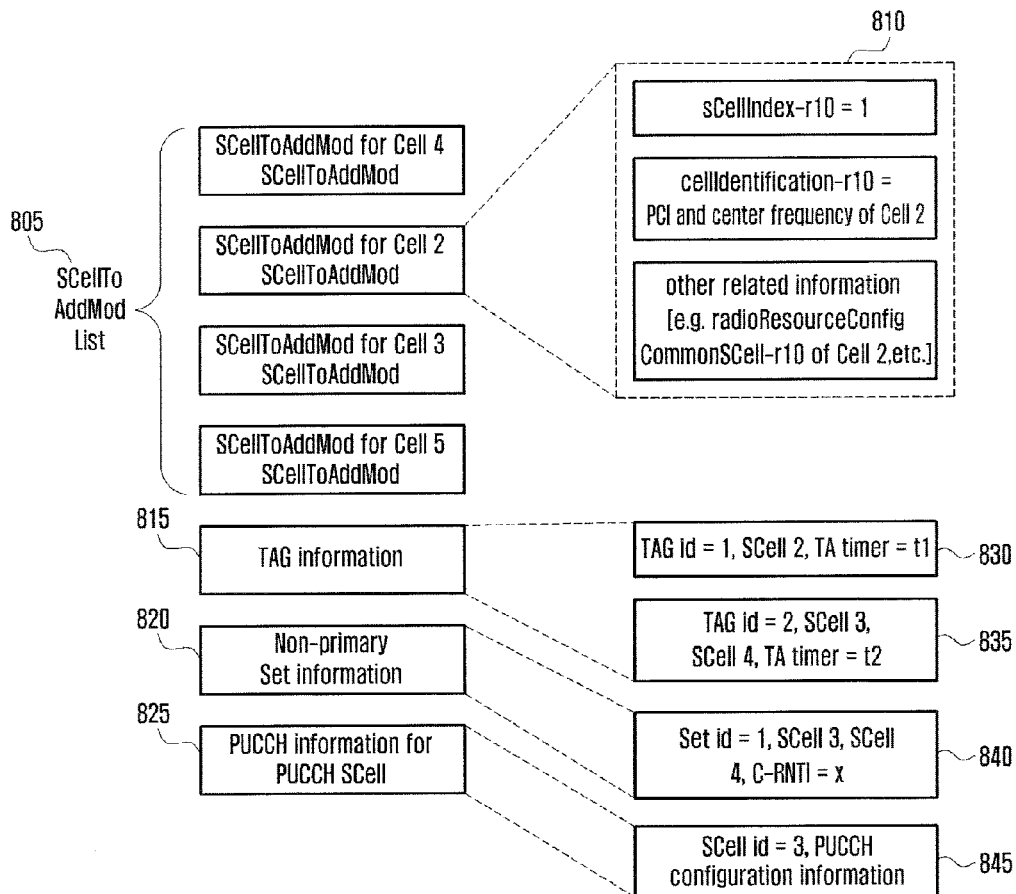 810
sCellIndex-r10 = 1
cellIdentification-r10 =
PCI and center frequency of Cell 2
other related information
[e.g. radioResourceConfig
CommonSCell-r10 of Cell 2,etc.]
805
SCellTo
AddMod
List
SCellToAddMod for Cell 4
SCellToAddMod
SCellToAddMod for Cell 2
SCellToAddMod
SCellToAddMod for Cell 3
SCellToAddMod
SCellToAddMod for Cell 5
SCellToAddMod
815
TAG information
820
Non-primary
Set information
825
PUCCH information for
PUCCH SCell
TAG id = 1, SCell 2, TA timer = t1
830
TAG id = 2, SCell 3,
SCell 4, TA timer = t2
835
Set id = 1, SCell 3, SCell
4, C-RNTI = x
840
SCell id = 3, PUCCH
configuration information
845